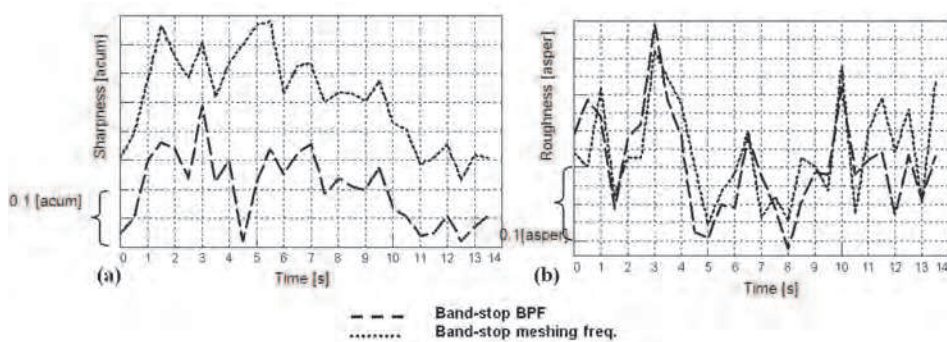 Sharpness [acum]
0.1 [acum]
0 1 2 3 4 5 6 7 8 9 10 11 12 13 14
(a)
Time [s]
Roughness [asper]
0.1[asper]
0 1 2 3 4 5 6 7 8 9 10 11 12 13 14
Time [s]
(b)
Band-stop BPF
Band-stop meshing freq.